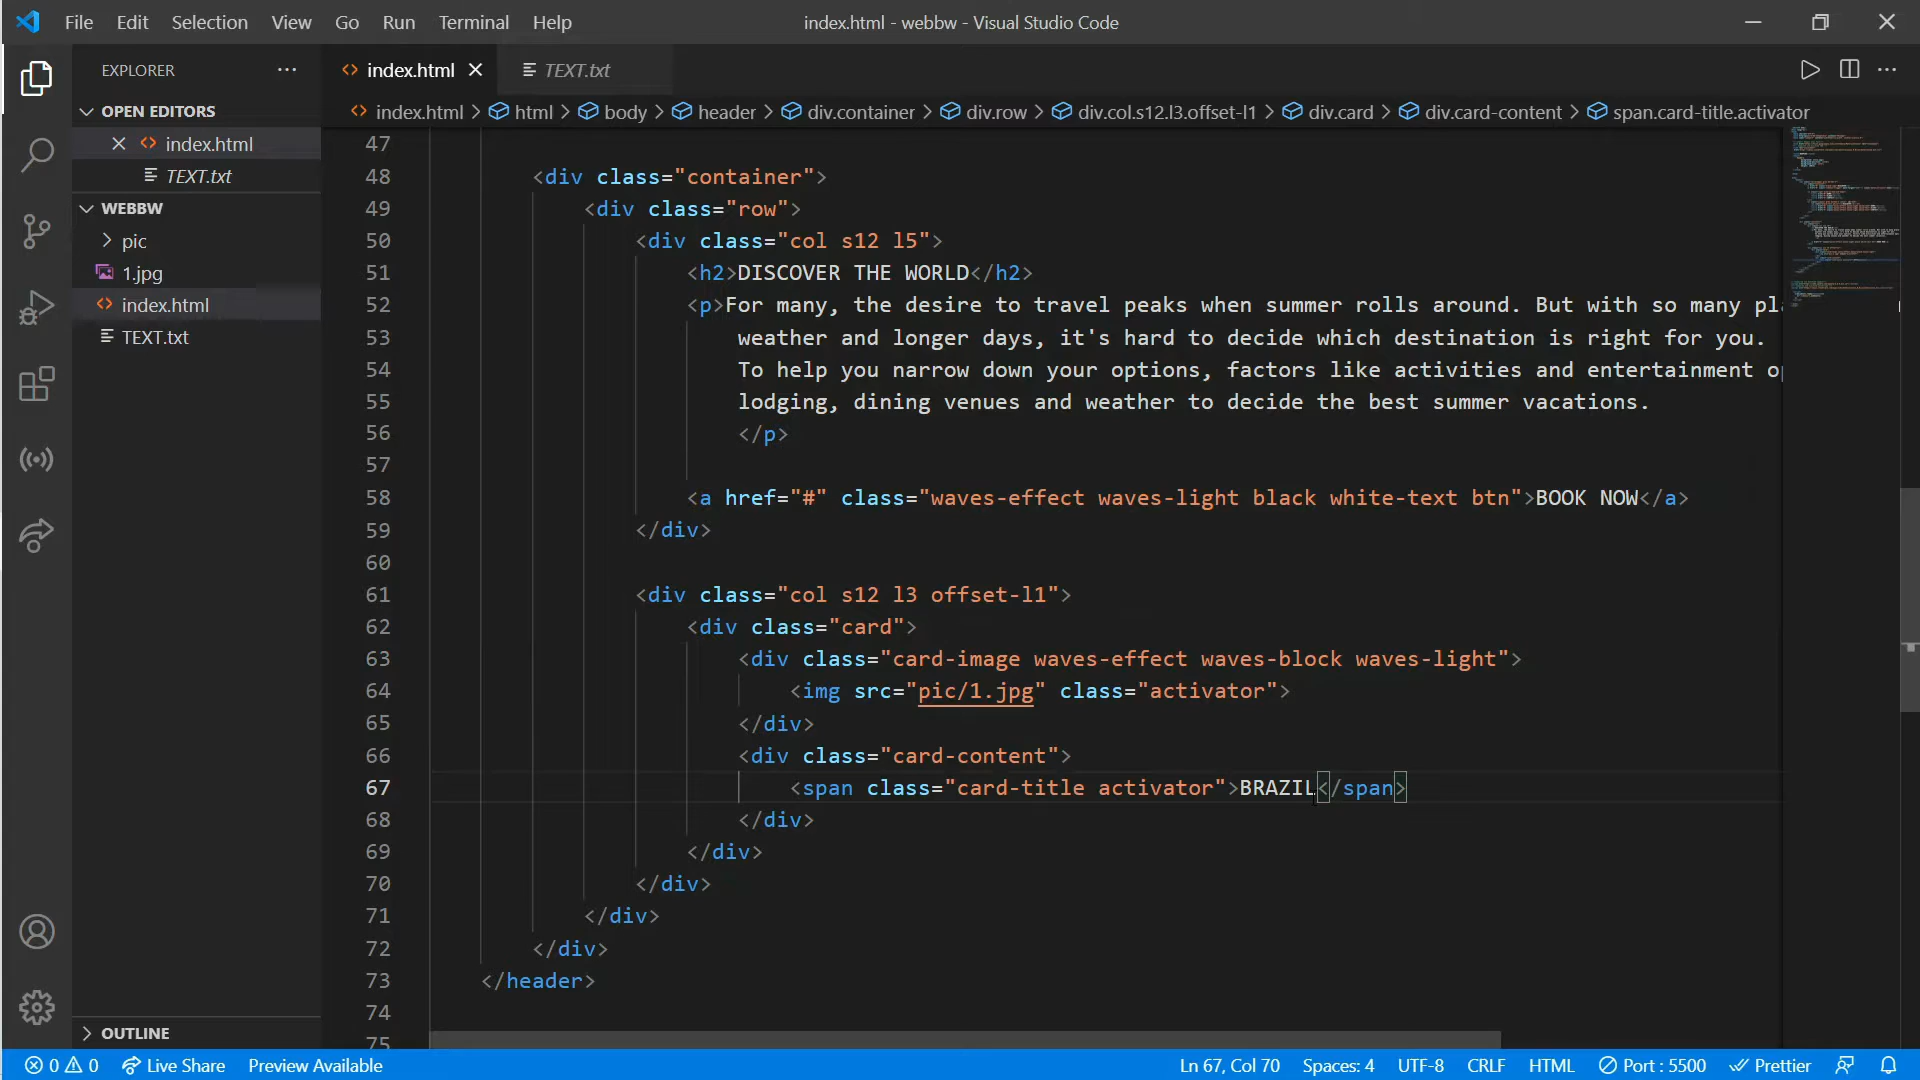 File Edit Selection View Go Run Terminal Help
index.html - webbw - Visual Studio Code
EXPLORER
OPEN EDITORS
index.html
TEXT.txt
WEBBW
pic
1.jpg
index.html
TEXT.txt
OUTLINE
index.html TEXT.txt
index.html > html > body > header > div.container > div.row > div.col.s12.l3.offset-l1 > div.card > div.card-content > span.card-title.activator
47
48 <div class="container">
49 <div class="row">
50 <div class="col s12 l5">
51 <h2>DISCOVER THE WORLD</h2>
52 <p>For many, the desire to travel peaks when summer rolls around. But with so many pl
53 weather and longer days, it's hard to decide which destination is right for you.
54 To help you narrow down your options, factors like activities and entertainment o
55 lodging, dining venues and weather to decide the best summer vacations.
56 </p>
57
58 <a href="#" class="waves-effect waves-light black white-text btn">BOOK NOW</a>
59 </div>
60
61 <div class="col s12 l3 offset-l1">
62 <div class="card">
63 <div class="card-image waves-effect waves-block waves-light">
64 <img src="pic/1.jpg" class="activator">
65 </div>
66 <div class="card-content">
67 <span class="card-title activator">BRAZIL</span>
68 </div>
69 </div>
70 </div>
71 </div>
72 </div>
73 </header>
74
75
0 0 Live Share Preview Available Ln 67, Col 70 Spaces: 4 UTF-8 CRLF HTML Port : 5500 Prettier